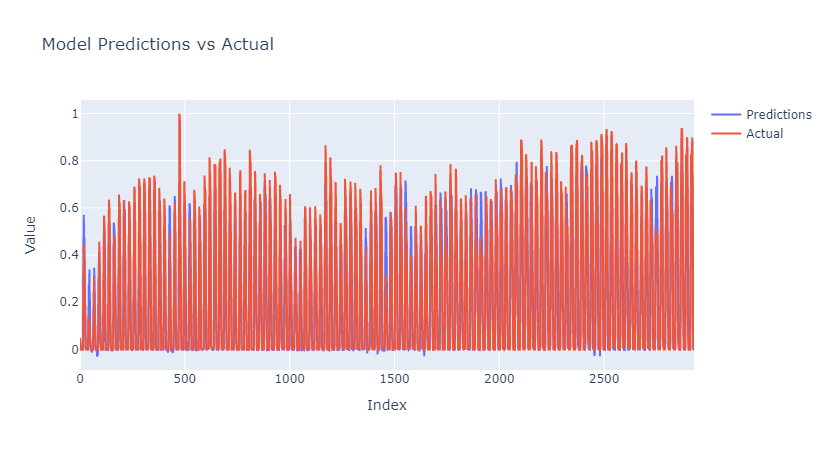 Model Predictions vs Actual
Predictions
Actual
1
0.8
0.6
0.4
0.2
0
Value
0
500
1000
1500
2000
2500
Index